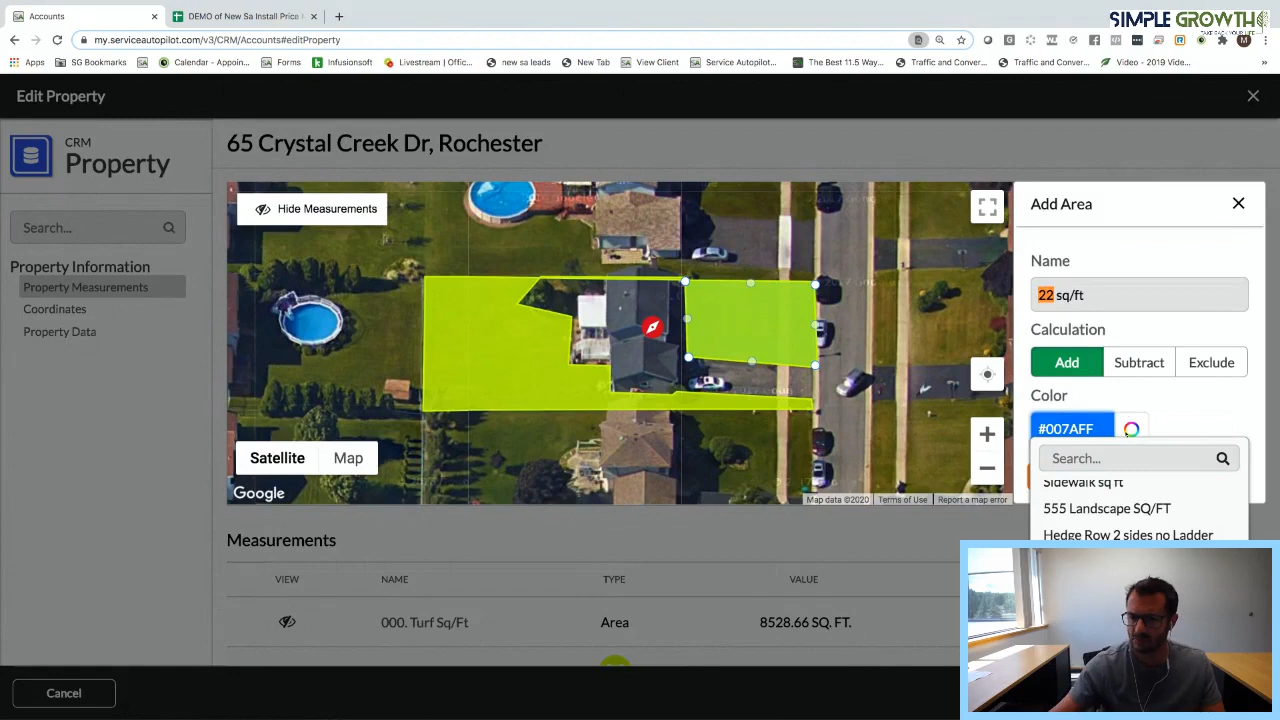 Accounts
DEMO of New Sa Install Price
SIMPLE GROWTH
TAKE BACK YOUR LIFE
my.serviceautopilot.com/v3/CRM/Accounts#editProperty
Apps
SG Bookmarks
Calendar - Appoin...
Forms
Infusionsoft
Livestream | Offic...
new sa leads
New Tab
View Client
Service Autopilot...
The Best 11.5 Way...
Traffic and Conver...
Traffic and Conver...
Video - 2019 Vide...
Edit Property
CRM
Property
65 Crystal Creek Dr, Rochester
Search...
Property Information
Property Measurements
Coordinates
Property Data
Hide Measurements
Satellite
Map
Google
Map data ©2020
Terms of Use
Report a map error
Add Area
Name
22 sq/ft
Calculation
Add
Subtract
Exclude
Color
#007AFF
Search...
Sidewalk sq ft
555 Landscape SQ/FT
Hedge Row 2 sides no Ladder
Measurements
VIEW
NAME
TYPE
VALUE
000. Turf Sq/Ft
Area
8528.66 SQ. FT.
Cancel